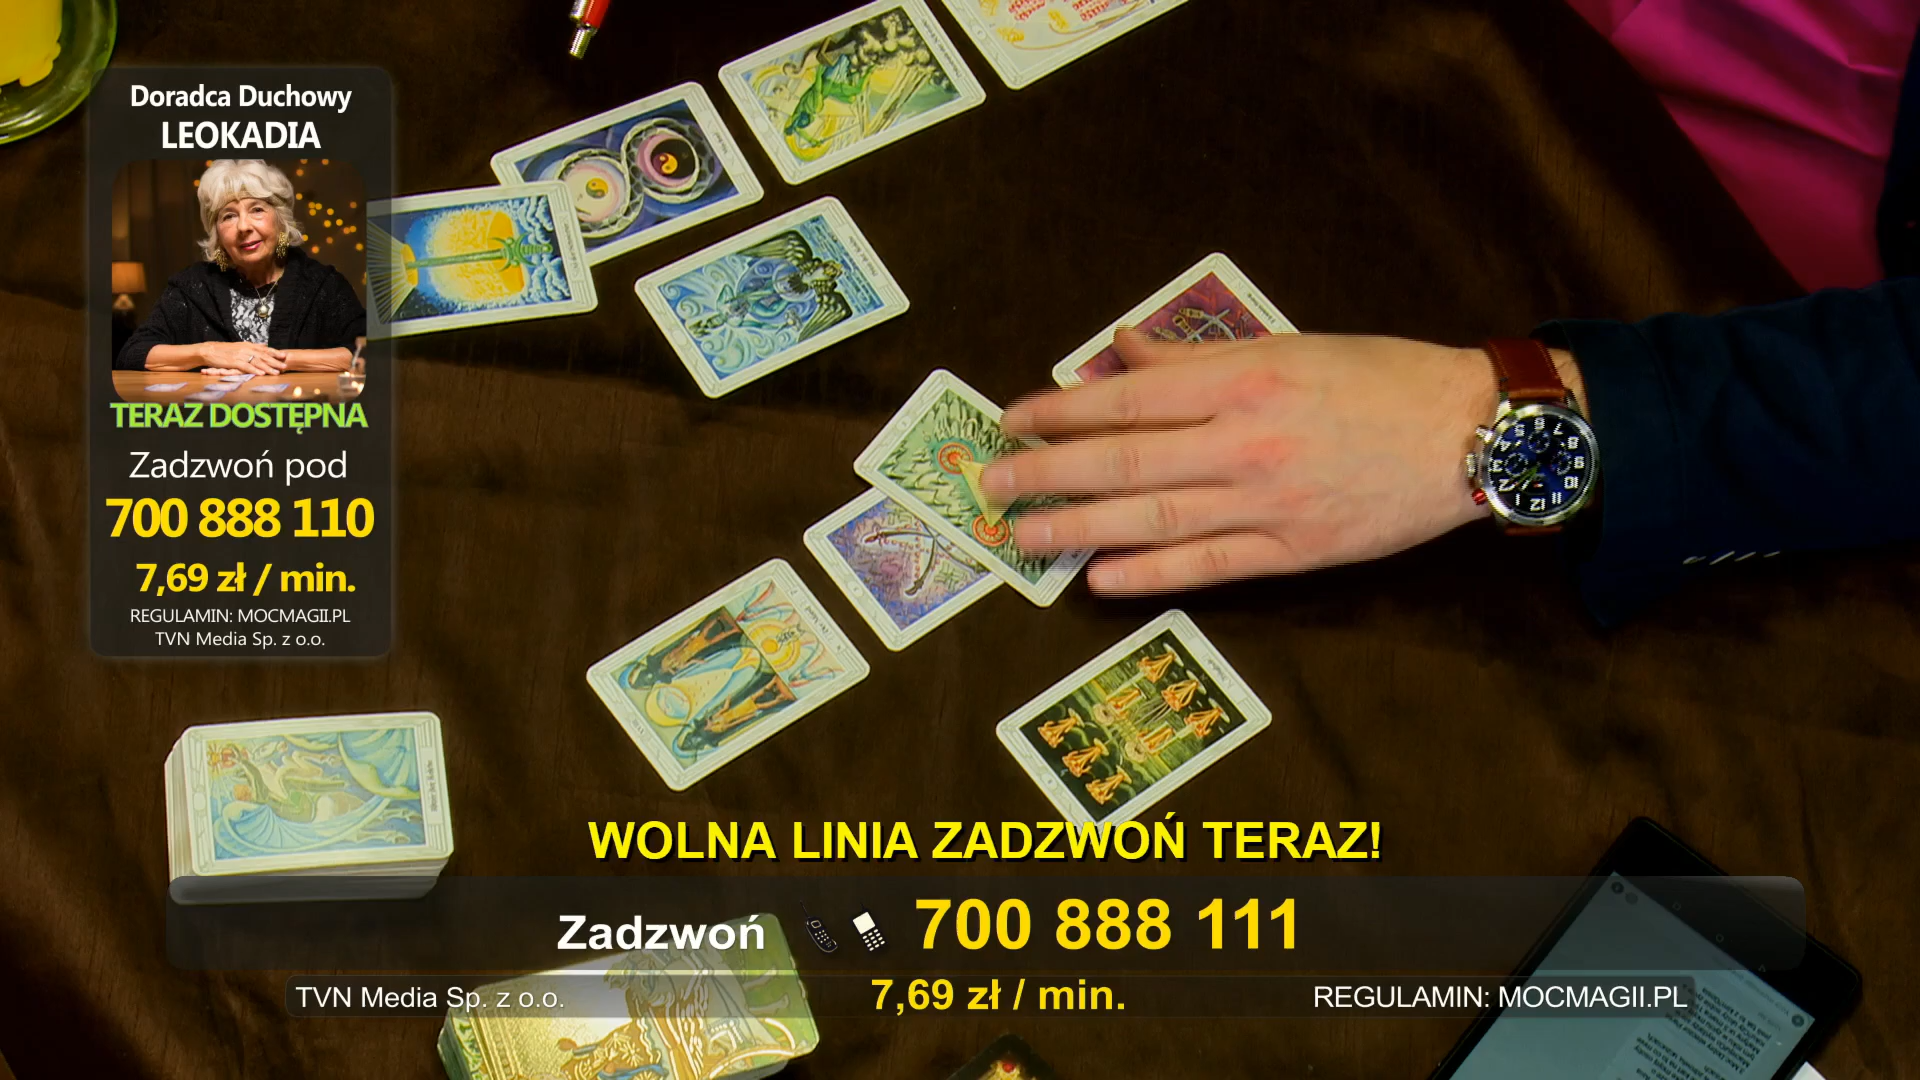 Doradca Duchowy
LEOKADIA
TERAZ DOSTĘPNA
Zadzwoń pod
700 888 110
7,69 zł / min.
REGULAMIN: MOCMAGII.PL
TVN Media Sp. z o.o.
WOLNA LINIA ZADZWOŃ TERAZ!
Zadzwoń 700 888 111
TVN Media Sp. z o.o. 7,69 zł / min. REGULAMIN: MOCMAGII.PL